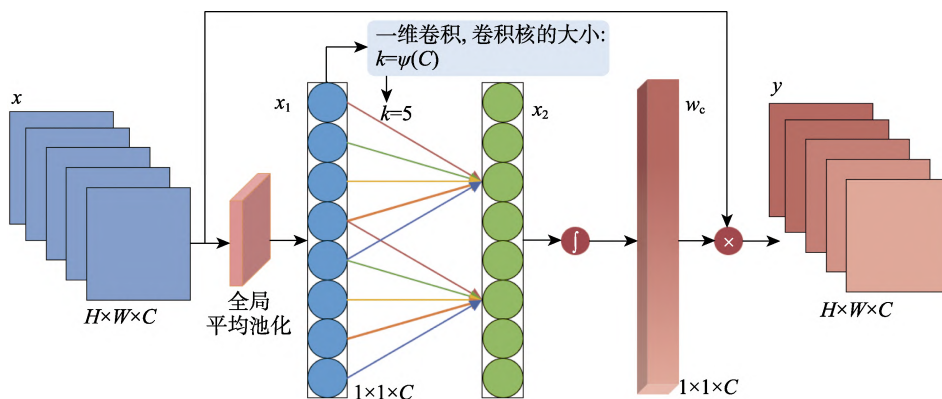 一维卷积, 卷积核的大小:
k=ψ(C)
x
x₁
k=5
x₂
w_c
y
∫
×
全局
平均池化
H×W×C
1×1×C
1×1×C
H×W×C